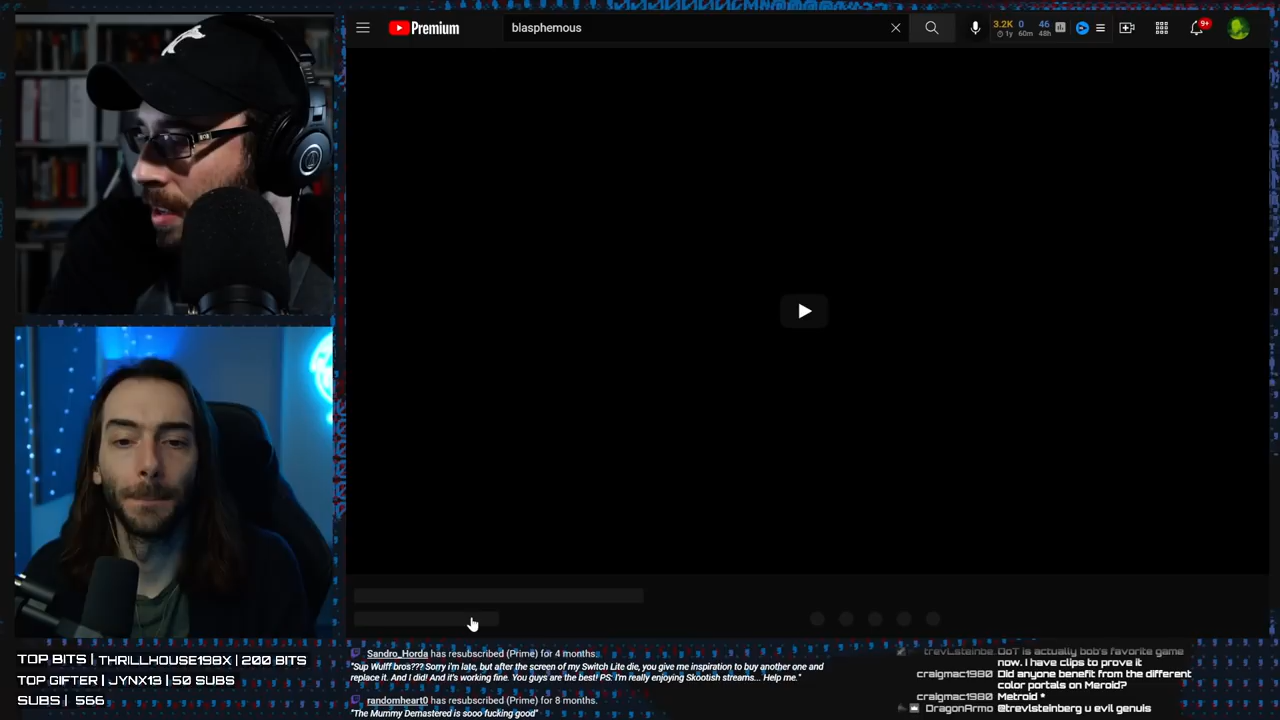 Premium
blasphemous
3.2K 0 46
1y 60m 48h
9+
TOP BITS | THRILLHOUSE198X | 200 BITS
TOP GIFTER | JYNX13 | 50 SUBS
SUBS | 566
Sandro_Horda has resubscribed (Prime) for 4 months.
"Sup Wulff bros??? Sorry i'm late, but after the screen of my Switch Lite die, you give me inspiration to buy another one and
replace it. And I did! And it's working fine. You guys are the best! PS: I'm really enjoying Skootish streams... Help me."
randomheart0 has resubscribed (Prime) for 8 months.
"The Mummy Demastered is sooo fucking good"
trevlsteinbe DoT is actually bob's favorite game
now. I have clips to prove it
craigmac1980 Did anyone benefit from the different
color portals on Meroid?
craigmac1980 Metroid *
DragonArmo @trevlsteinberg u evil genuis